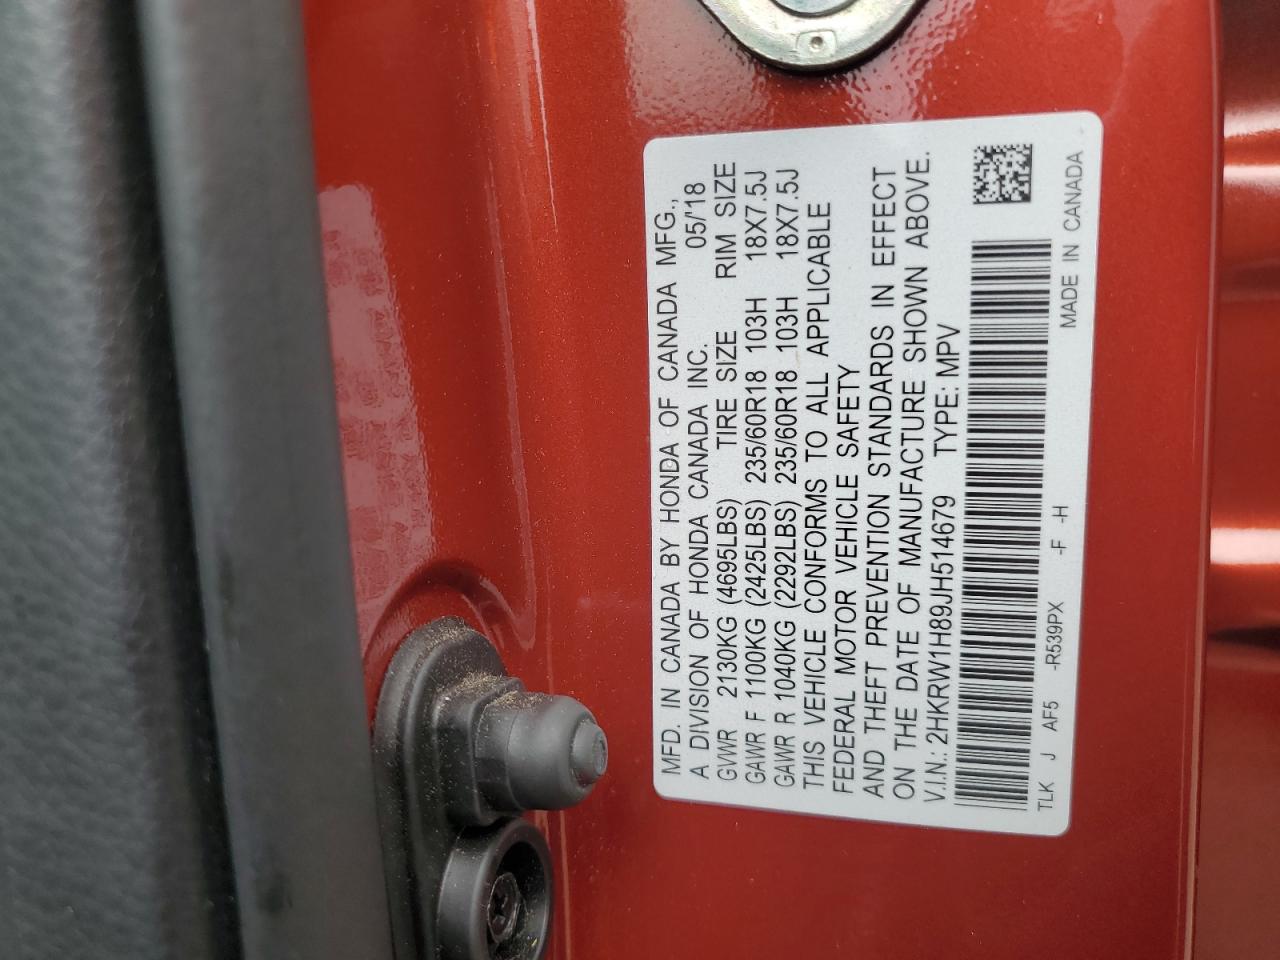 MFD. IN CANADA BY HONDA OF CANADA MFG.,
A DIVISION OF HONDA CANADA INC. 05/'18
GVWR 2130KG (4695LBS) TIRE SIZE RIM SIZE
GAWR F 1100KG (2425LBS) 235/60R18 103H 18X7.5J
GAWR R 1040KG (2292LBS) 235/60R18 103H 18X7.5J
THIS VEHICLE CONFORMS TO ALL APPLICABLE
FEDERAL MOTOR VEHICLE SAFETY
AND THEFT PREVENTION STANDARDS IN EFFECT
ON THE DATE OF MANUFACTURE SHOWN ABOVE.
V.I.N.: 2HKRW1H89JH514679 TYPE: MPV
TLK J AF5 -R539PX -F -H
MADE IN CANADA